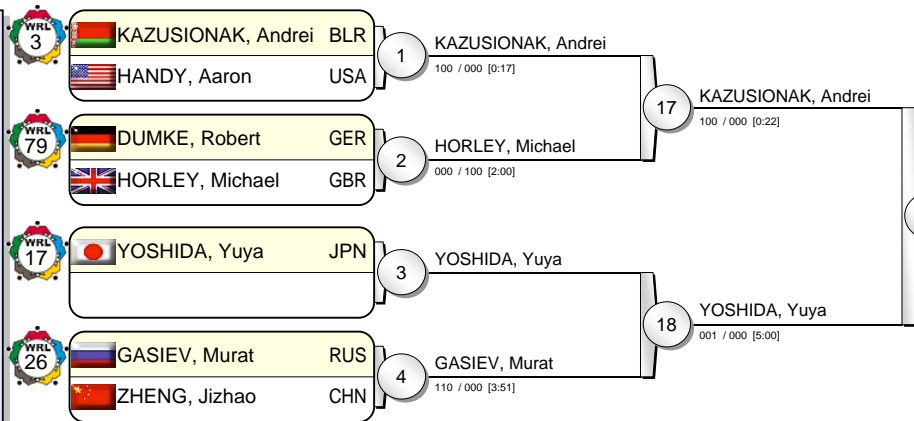 WRL
3
KAZUSIONAK, Andrei BLR
HANDY, Aaron USA
1
KAZUSIONAK, Andrei
100 / 000 [0:17]
WRL
79
DUMKE, Robert GER
HORLEY, Michael GBR
2
HORLEY, Michael
000 / 100 [2:00]
17
KAZUSIONAK, Andrei
100 / 000 [0:22]
WRL
17
YOSHIDA, Yuya JPN
3
YOSHIDA, Yuya
WRL
26
GASIEV, Murat RUS
ZHENG, Jizhao CHN
4
GASIEV, Murat
110 / 000 [3:51]
18
YOSHIDA, Yuya
001 / 000 [5:00]